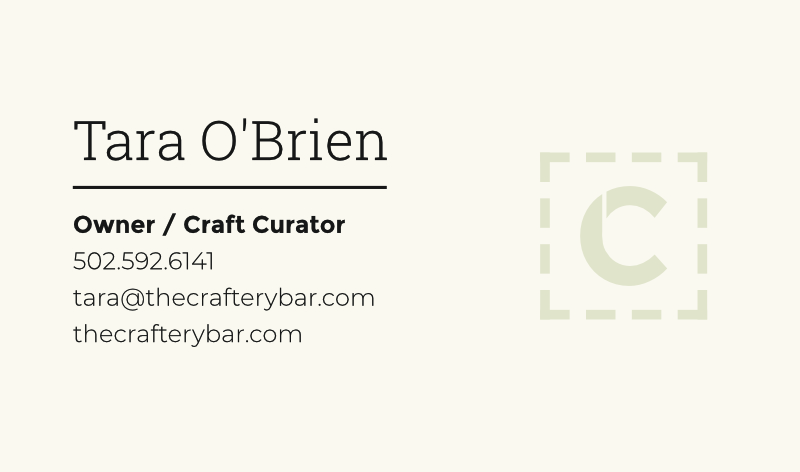 Tara O'Brien
Owner / Craft Curator
502.592.6141
tara@thecrafterybar.com
thecrafterybar.com
C